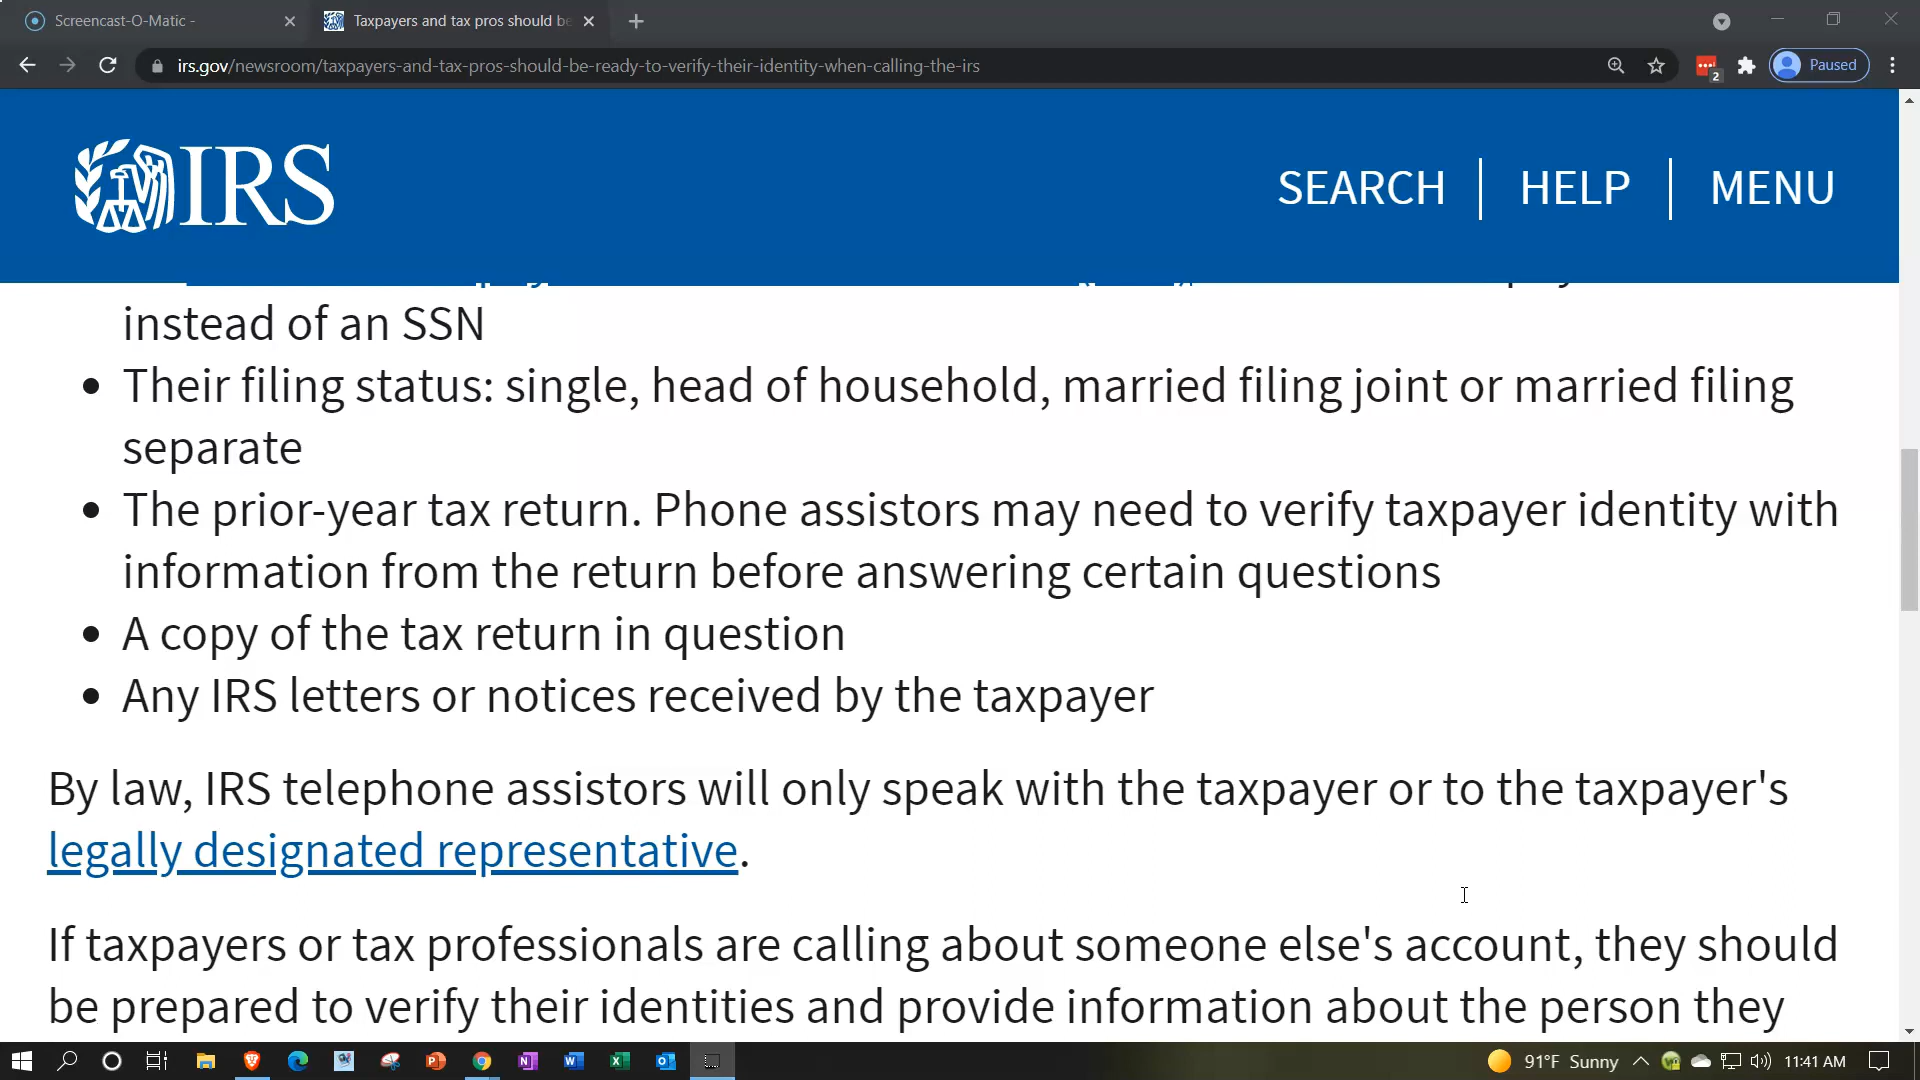 Screencast-O-Matic -
Taxpayers and tax pros should be
irs.gov/newsroom/taxpayers-and-tax-pros-should-be-ready-to-verify-their-identity-when-calling-the-irs
2
Paused
IRS
SEARCH
HELP
MENU
instead of an SSN
• Their filing status: single, head of household, married filing joint or married filing
separate
• The prior-year tax return. Phone assistors may need to verify taxpayer identity with
information from the return before answering certain questions
• A copy of the tax return in question
• Any IRS letters or notices received by the taxpayer
By law, IRS telephone assistors will only speak with the taxpayer or to the taxpayer's
legally designated representative.
If taxpayers or tax professionals are calling about someone else's account, they should
be prepared to verify their identities and provide information about the person they
91°F Sunny
11:41 AM